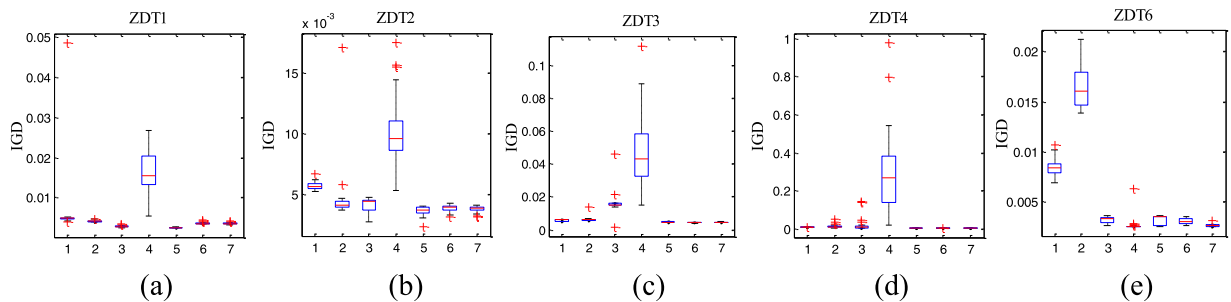 ZDT1
IGD
0.05
0.04
0.03
0.02
0.01
1 2 3 4 5 6 7
(a)
ZDT2
x 10⁻³
IGD
15
10
5
1 2 3 4 5 6 7
(b)
ZDT3
IGD
0.1
0.08
0.06
0.04
0.02
0
1 2 3 4 5 6 7
(c)
ZDT4
IGD
1
0.8
0.6
0.4
0.2
0
1 2 3 4 5 6 7
(d)
ZDT6
IGD
0.02
0.015
0.01
0.005
1 2 3 4 5 6 7
(e)